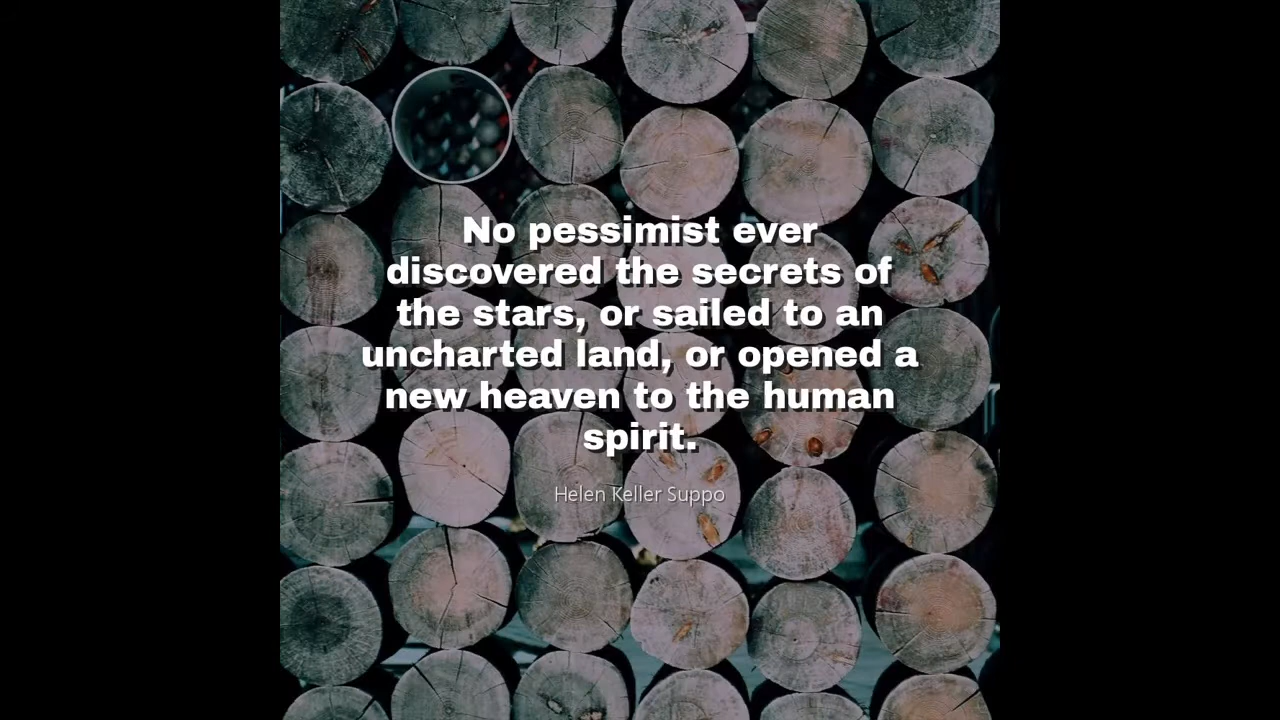 No pessimist ever
discovered the secrets of
the stars, or sailed to an
uncharted land, or opened a
new heaven to the human
spirit.
Helen Keller Suppo